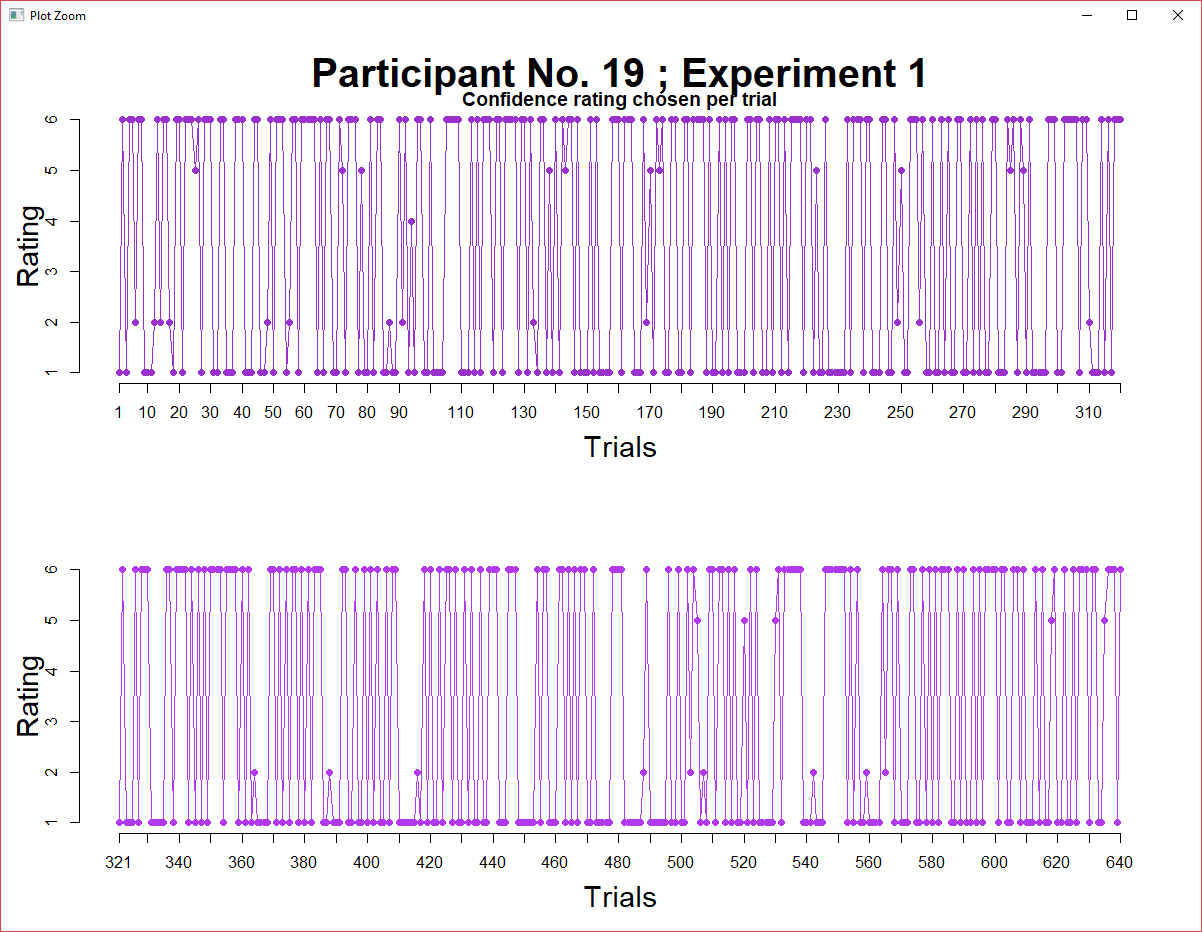 Plot Zoom
Participant No. 19 ; Experiment 1
Confidence rating chosen per trial
Rating
6
5
4
3
2
1
1 10 20 30 40 50 60 70 80 90 110 130 150 170 190 210 230 250 270 290 310
Trials
Rating
6
5
4
3
2
1
321 340 360 380 400 420 440 460 480 500 520 540 560 580 600 620 640
Trials